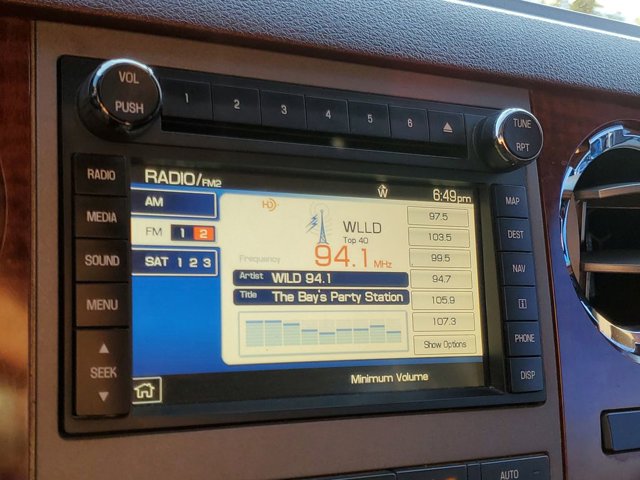 VOL
PUSH
1 2 3 4 5 6
TUNE
RPT
RADIO
MEDIA
SOUND
MENU
SEEK
RADIO/FM2
W
6:49pm
AM
FM 1 2
SAT 1 2 3
HD
WLLD
Top 40
Frequency
94.1 MHz
Artist WILD 94.1
Title The Bay's Party Station
97.5
103.5
99.5
94.7
105.9
107.3
Show Options
Minimum Volume
MAP
DEST
NAV
i
PHONE
DISP
AUTO